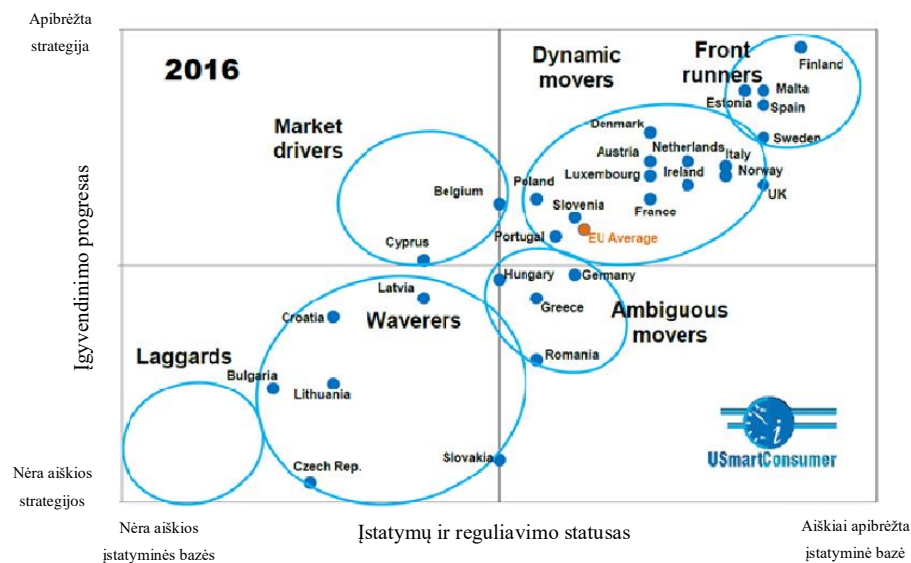 Apibrėžta
strategija
2016
Dynamic
movers
Front
runners
Finland
Estonia
Malta
Spain
Sweden
Market
drivers
Denmark
Austria
Netherlands
Italy
Luxembourg
Ireland
Norway
UK
Belgium
Poland
Slovenia
France
Portugal
EU Average
Cyprus
Įgyvendinimo progresas
Hungary
Germany
Latvia
Greece
Croatia
Waverers
Ambiguous
movers
Laggards
Romania
Bulgaria
Lithuania
Slovakia
Czech Rep.
USmartConsumer
Nėra aiškios
strategijos
Nėra aiškios
įstatyminės bazės
Įstatymų ir reguliavimo statusas
Aiškiai apibrėžta
įstatyminė bazė